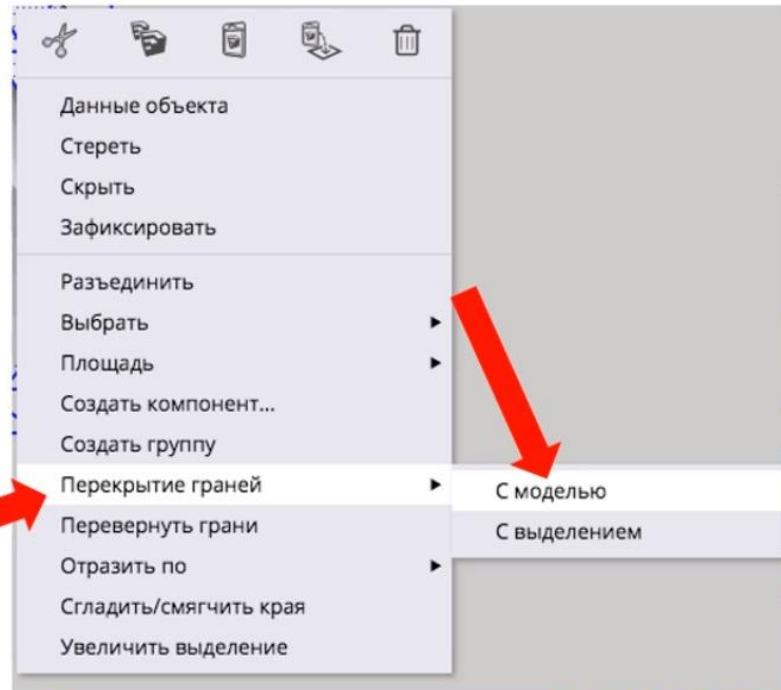 Данные объекта
Стереть
Скрыть
Зафиксировать
Разъединить
Выбрать
Площадь
Создать компонент...
Создать группу
Перекрытие граней
С моделью
Перевернуть грани
С выделением
Отразить по
Сгладить/смягчить края
Увеличить выделение